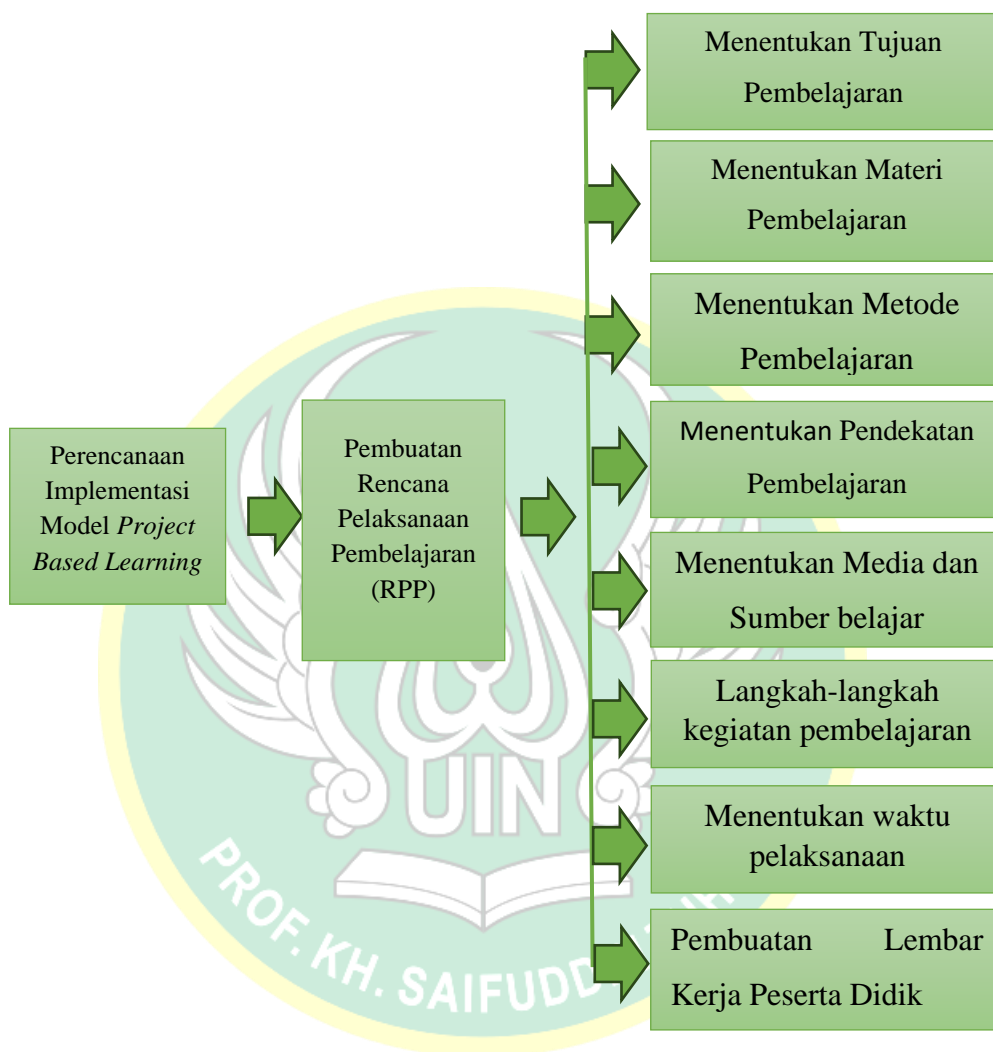 Perencanaan
Implementasi
Model Project
Based Learning
Pembuatan
Rencana
Pelaksanaan
Pembelajaran
(RPP)
Menentukan Tujuan
Pembelajaran
Menentukan Materi
Pembelajaran
Menentukan Metode
Pembelajaran
Menentukan Pendekatan
Pembelajaran
Menentukan Media dan
Sumber belajar
Langkah-langkah
kegiatan pembelajaran
Menentukan waktu
pelaksanaan
Pembuatan Lembar
Kerja Peserta Didik
UIN
PROF. KH.